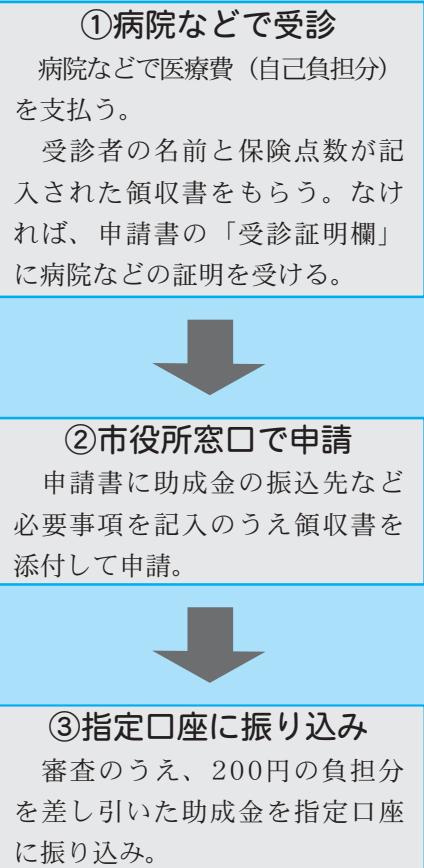 ①病院などで受診
病院などで医療費（自己負担分）
を支払う。
受診者の名前と保険点数が記
入された領収書をもらう。なけ
れば、申請書の「受診証明欄」
に病院などの証明を受ける。
②市役所窓口で申請
申請書に助成金の振込先など
必要事項を記入のうえ領収書を
添付して申請。
③指定口座に振り込み
審査のうえ、200円の負担分
を差し引いた助成金を指定口座
に振り込み。